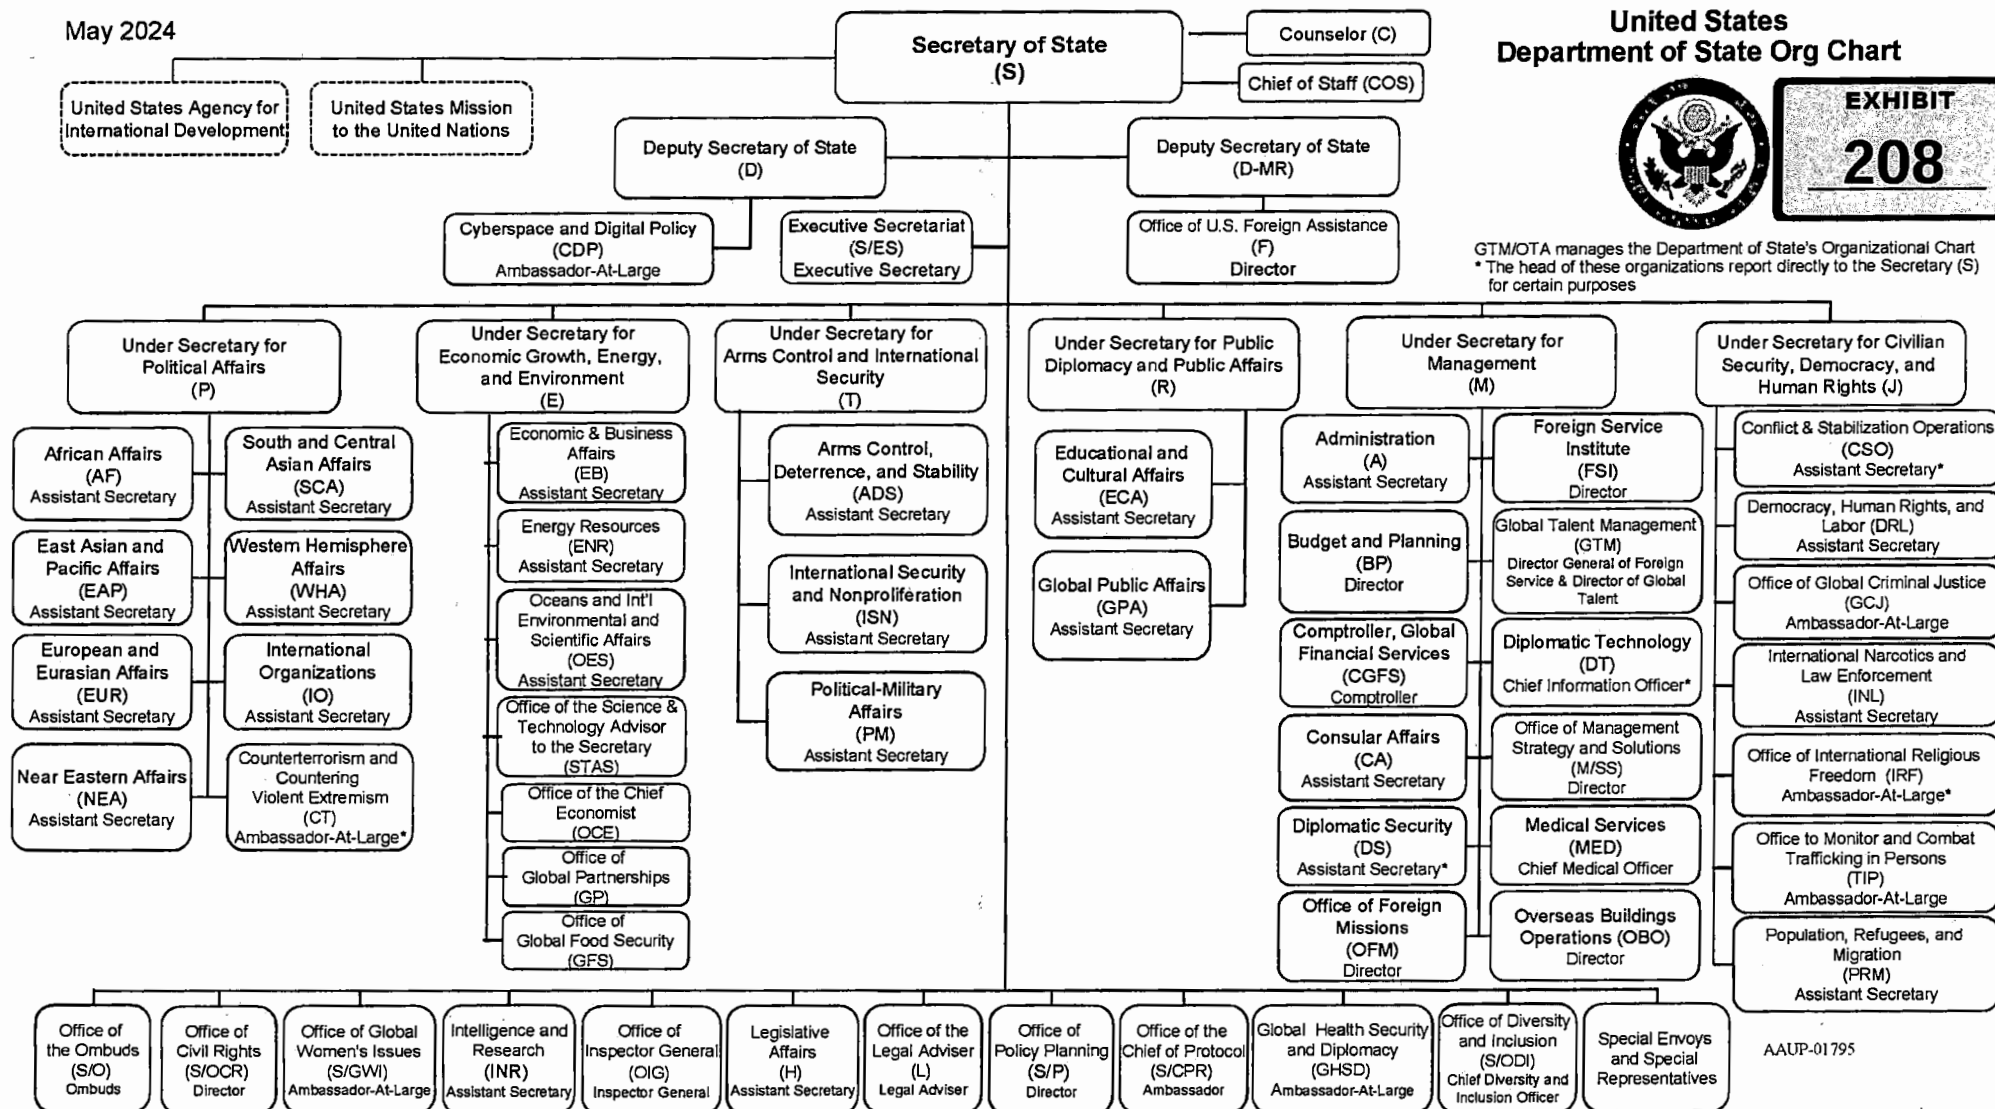 May 2024
United States
Department of State Org Chart
EXHIBIT
208
Secretary of State
(S)
Counselor (C)
Chief of Staff (COS)
United States Agency for
International Development
United States Mission
to the United Nations
Deputy Secretary of State
(D)
Deputy Secretary of State
(D-MR)
Cyberspace and Digital Policy
(CDP)
Ambassador-At-Large
Executive Secretariat
(S/ES)
Executive Secretary
Office of U.S. Foreign Assistance
(F)
Director
GTM/OTA manages the Department of State's Organizational Chart
* The head of these organizations report directly to the Secretary (S)
for certain purposes
Under Secretary for
Political Affairs
(P)
Under Secretary for
Economic Growth, Energy,
and Environment
(E)
Under Secretary for
Arms Control and International
Security
(T)
Under Secretary for Public
Diplomacy and Public Affairs
(R)
Under Secretary for
Management
(M)
Under Secretary for Civilian
Security, Democracy, and
Human Rights (J)
African Affairs
(AF)
Assistant Secretary
South and Central
Asian Affairs
(SCA)
Assistant Secretary
East Asian and
Pacific Affairs
(EAP)
Assistant Secretary
Western Hemisphere
Affairs
(WHA)
Assistant Secretary
European and
Eurasian Affairs
(EUR)
Assistant Secretary
International
Organizations
(IO)
Assistant Secretary
Near Eastern Affairs
(NEA)
Assistant Secretary
Counterterrorism and
Countering
Violent Extremism
(CT)
Ambassador-At-Large*
Economic & Business
Affairs
(EB)
Assistant Secretary
Energy Resources
(ENR)
Assistant Secretary
Oceans and Int'l
Environmental and
Scientific Affairs
(OES)
Assistant Secretary
Office of the Science &
Technology Advisor
to the Secretary
(STAS)
Office of the Chief
Economist
(OCE)
Office of
Global Partnerships
(GP)
Office of
Global Food Security
(GFS)
Arms Control,
Deterrence, and Stability
(ADS)
Assistant Secretary
International Security
and Nonproliferation
(ISN)
Assistant Secretary
Political-Military
Affairs
(PM)
Assistant Secretary
Educational and
Cultural Affairs
(ECA)
Assistant Secretary
Global Public Affairs
(GPA)
Assistant Secretary
Administration
(A)
Assistant Secretary
Foreign Service
Institute
(FSI)
Director
Budget and Planning
(BP)
Director
Global Talent Management
(GTM)
Director General of Foreign
Service & Director of Global
Talent
Comptroller, Global
Financial Services
(CGFS)
Comptroller
Diplomatic Technology
(DT)
Chief Information Officer*
Consular Affairs
(CA)
Assistant Secretary
Office of Management
Strategy and Solutions
(M/SS)
Director
Diplomatic Security
(DS)
Assistant Secretary*
Medical Services
(MED)
Chief Medical Officer
Office of Foreign
Missions
(OFM)
Director
Overseas Buildings
Operations (OBO)
Director
Conflict & Stabilization Operations
(CSO)
Assistant Secretary*
Democracy, Human Rights, and
Labor (DRL)
Assistant Secretary
Office of Global Criminal Justice
(GCJ)
Ambassador-At-Large
International Narcotics and
Law Enforcement
(INL)
Assistant Secretary
Office of International Religious
Freedom (IRF)
Ambassador-At-Large*
Office to Monitor and Combat
Trafficking in Persons
(TIP)
Ambassador-At-Large
Population, Refugees, and
Migration
(PRM)
Assistant Secretary
Office of
the Ombuds
(S/O)
Ombuds
Office of
Civil Rights
(S/OCR)
Director
Office of Global
Women's Issues
(S/GWI)
Ambassador-At-Large
Intelligence and
Research
(INR)
Assistant Secretary
Office of
Inspector General
(OIG)
Inspector General
Legislative
Affairs
(H)
Assistant Secretary
Office of the
Legal Adviser
(L)
Legal Adviser
Office of
Policy Planning
(S/P)
Director
Office of the
Chief of Protocol
(S/CPR)
Ambassador
Global Health Security
and Diplomacy
(GHSD)
Ambassador-At-Large
Office of Diversity
and Inclusion
(S/ODI)
Chief Diversity and
Inclusion Officer
Special Envoys
and Special
Representatives
AAUP-01795